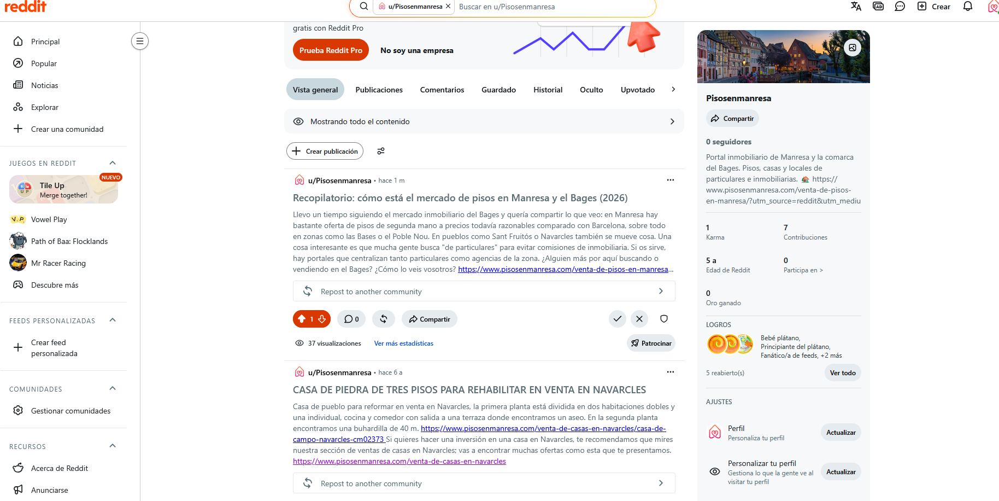 reddit
u/Pisosenmanresa
Buscar en u/Pisosenmanresa
AD
Crear
Principal
Popular
Noticias
Explorar
Crear una comunidad
JUEGOS EN REDDIT
NUEVO
Tile Up
Merge together!
Vowel Play
Path of Baa: Flocklands
Mr Racer Racing
Descubre más
FEEDS PERSONALIZADAS
Crear feed
personalizada
COMUNIDADES
Gestionar comunidades
RECURSOS
Acerca de Reddit
Anunciarse
gratis con Reddit Pro
Prueba Reddit Pro
No soy una empresa
Vista general
Publicaciones
Comentarios
Guardado
Historial
Oculto
Upvotado
Mostrando todo el contenido
Crear publicación
u/Pisosenmanresa • hace 1 m
Recopilatorio: cómo está el mercado de pisos en Manresa y el Bages (2026)
Llevo un tiempo siguiendo el mercado inmobiliario del Bages y quería compartir lo que veo: en Manresa hay
bastante oferta de pisos de segunda mano a precios todavía razonables comparado con Barcelona, sobre todo
en zonas como las Bases o el Poble Nou. En pueblos como Sant Fruitós o Navarcles también se mueve cosa. Una
cosa interesante es que mucha gente busca "de particulares" para evitar comisiones de inmobiliaria. Si os sirve,
hay portales que centralizan tanto particulares como agencias de la zona. ¿Alguien más por aquí buscando o
vendiendo en el Bages? ¿Cómo lo veis vosotros? https://www.pisosenmanresa.com/venta-de-pisos-en-manresa...
Repost to another community
1
0
Compartir
37 visualizaciones
Ver más estadísticas
Patrocinar
u/Pisosenmanresa • hace 6 a
CASA DE PIEDRA DE TRES PISOS PARA REHABILITAR EN VENTA EN NAVARCLES
Casa de pueblo para reformar en venta en Navarcles, la primera planta está dividida en dos habitaciones dobles y
una individual, cocina y comedor con salida a una terraza donde encontramos un aseo. En la segunda planta
encontramos una buhardilla de 40 m. https://www.pisosenmanresa.com/venta-de-casas-en-navarcles/casa-de-
campo-navarcles-cm02373 Si quieres hacer una inversión en una casa en Navarcles, te recomendamos que mires
nuestra sección de ventas de casas en Navarcles; vas a encontrar muchas ofertas como esta que te presentamos.
https://www.pisosenmanresa.com/venta-de-casas-en-navarcles
Repost to another community
Pisosenmanresa
Compartir
0 seguidores
Portal inmobiliario de Manresa y la comarca
del Bages. Pisos, casas y locales de
particulares e inmobiliarias. 🏠 https://
www.pisosenmanresa.com/venta-de-pisos-
en-manresa/?utm_source=reddit&utm_mediu
1
Karma
7
Contribuciones
5 a
Edad de Reddit
0
Participa en >
0
Oro ganado
LOGROS
Bebé plátano,
Principiante del plátano,
Fanático/a de feeds, +2 más
5 reabierto(s)
Ver todo
AJUSTES
Perfil
Personaliza tu perfil
Actualizar
Personalizar tu perfil
Gestiona lo que la gente ve al
visitar tu perfil
Actualizar